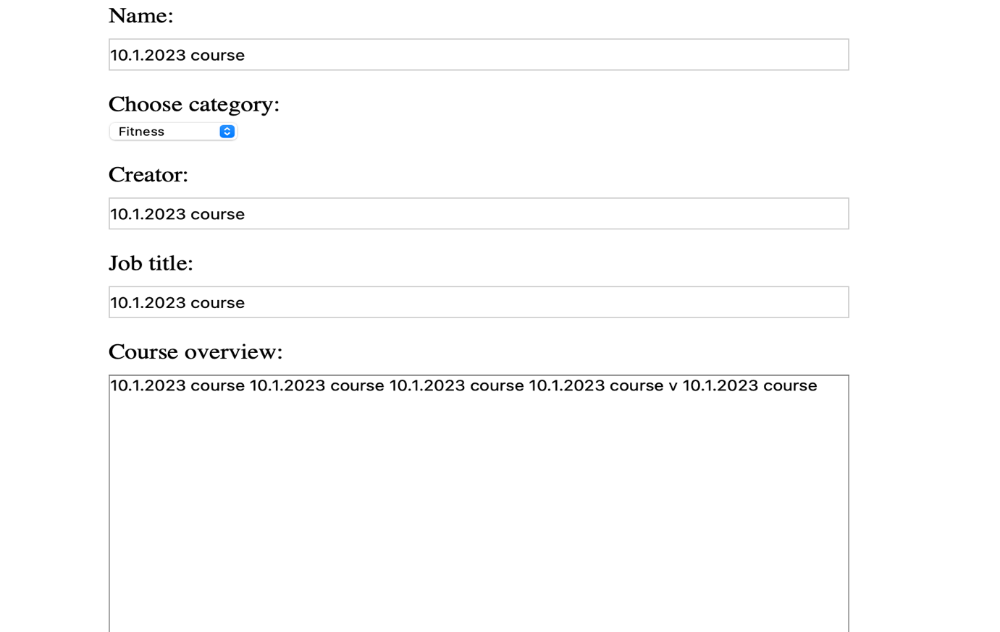 Name:
10.1.2023 course
Choose category:
Fitness
Creator:
10.1.2023 course
Job title:
10.1.2023 course
Course overview:
10.1.2023 course 10.1.2023 course 10.1.2023 course 10.1.2023 course v 10.1.2023 course